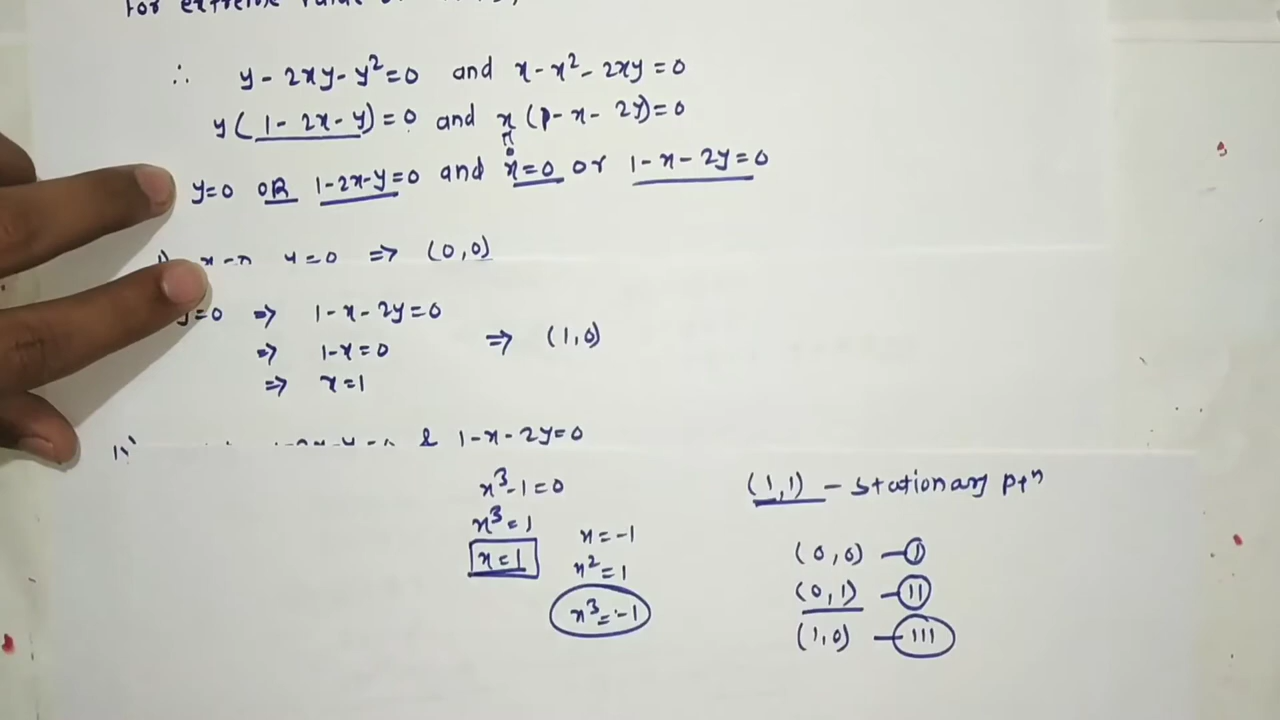 For extreme value
∴ y - 2xy - y² = 0 and x - x² - 2xy = 0
y ( 1 - 2x - y) = 0 and x (1 - x - 2y) = 0
y=0 OR 1-2x-y=0 and x=0 or 1-x-2y=0
y=0 ⇒ (0,0)
y=0 ⇒ 1-x-2y=0
⇒ 1-x=0 ⇒ (1,0)
⇒ x=1
& 1-x-2y=0
x³-1=0
x³=1
x=1
x=-1
x²=1
x³=-1
(1,1) - stationary ptn
(0,0) - I
(0,1) - II
(1,0) - III